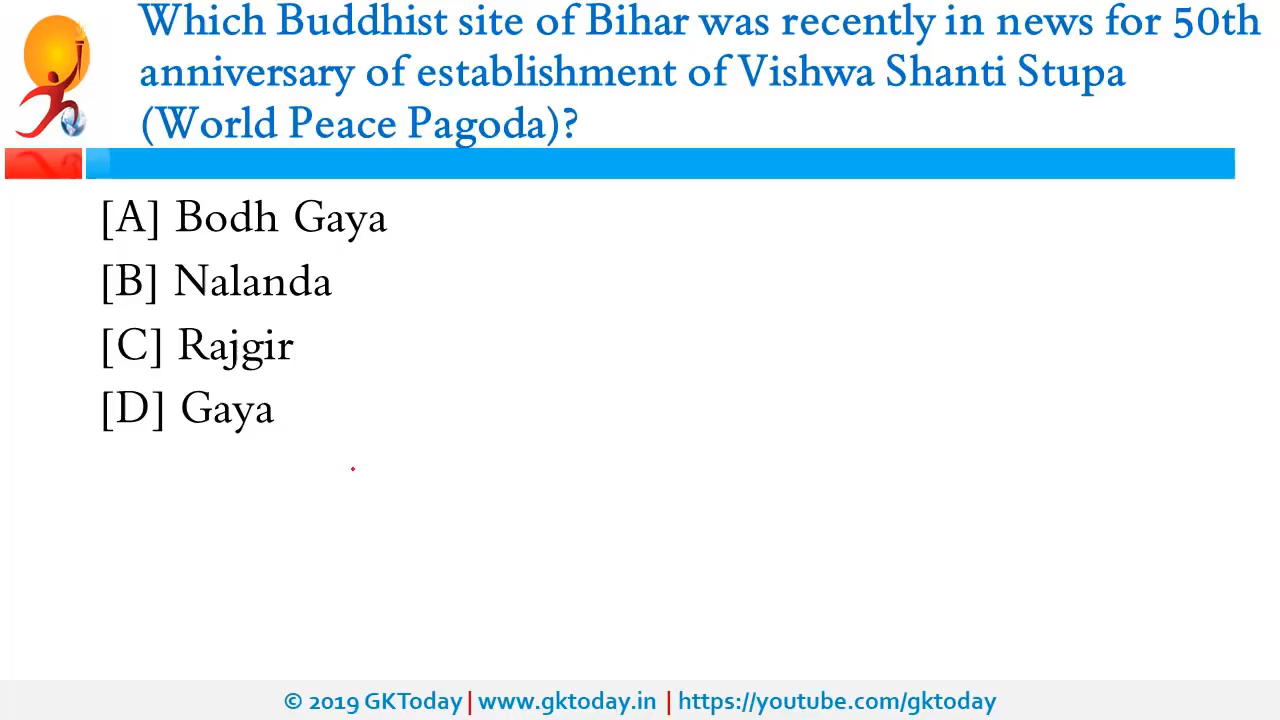 Which Buddhist site of Bihar was recently in news for 50th
anniversary of establishment of Vishwa Shanti Stupa
(World Peace Pagoda)?
[A] Bodh Gaya
[B] Nalanda
[C] Rajgir
[D] Gaya
© 2019 GKToday | www.gktoday.in | https://youtube.com/gktoday